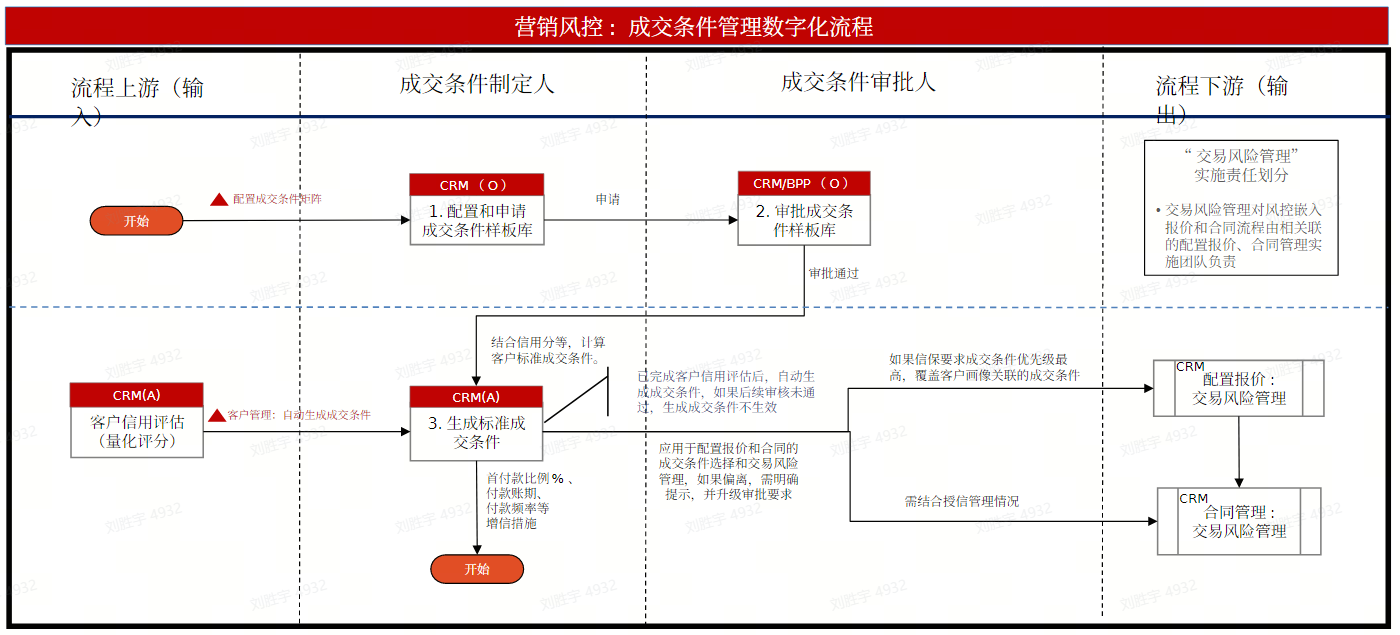 营销风控：成交条件管理数字化流程
流程上游（输
入）
成交条件制定人
成交条件审批人
流程下游（输
出）
开始
配置成交条件矩阵
CRM （O）
1. 配置和申请
成交条件样板库
申请
CRM/BPP （O）
2. 审批成交条
件样板库
审批通过
“ 交易风险管理”
实施责任划分
• 交易风险管理对风控嵌入
报价和合同流程由相关联
的配置报价、合同管理实
施团队负责
CRM(A)
客户信用评估
（量化评分）
客户管理：自动生成成交条件
结合信用分等，计算
客户标准成交条件。
CRM(A)
3. 生成标准成
交条件
已完成客户信用评估后，自动生
成成交条件，如果后续审核未通
过，生成成交条件不生效
首付款比例％、
付款账期、
付款频率等
增信措施
开始
应用于配置报价和合同的
成交条件选择和交易风险
管理，如果偏离，需明确
提示，并升级审批要求
如果信保要求成交条件优先级最
高，覆盖客户画像关联的成交条件
需结合授信管理情况
CRM
配置报价：
交易风险管理
CRM
合同管理：
交易风险管理
刘胜宇 4932